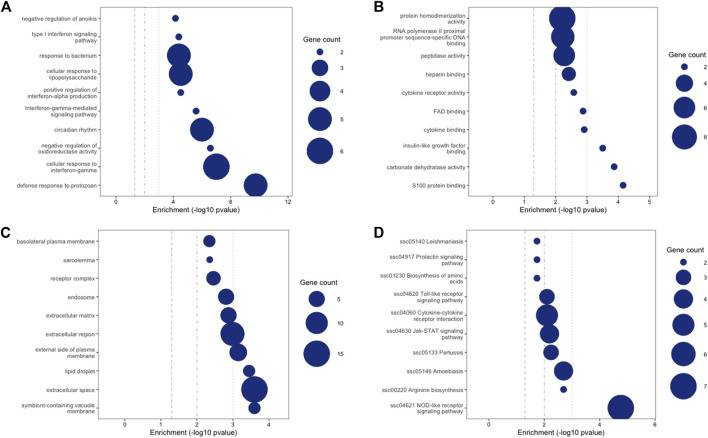 A
negative regulation of anoikis
type I interferon signaling
pathway
response to bacterium
cellular response to
lipopolysaccharide
positive regulation of
interferon-alpha production
interferon-gamma-mediated
signaling pathway
circadian rhythm
negative regulation of
oxidoreductase activity
cellular response to
interferon-gamma
defense response to protozoan
0 4 8 12
Enrichment (-log10 pvalue)
Gene count
2
3
4
5
6
B
protein homodimerization
activity
RNA polymerase II proximal
promoter sequence-specific DNA
binding
peptidase activity
heparin binding
cytokine receptor activity
FAD binding
cytokine binding
insulin-like growth factor
binding
carbonate dehydratase activity
S100 protein binding
0 1 2 3 4 5
Enrichment (-log10 pvalue)
Gene count
2
4
6
8
C
basolateral plasma membrane
sarcolemma
receptor complex
endosome
extracellular matrix
extracellular region
external side of plasma
membrane
lipid droplet
extracellular space
symbiont-containing vacuole
membrane
0 1 2 3 4
Enrichment (-log10 pvalue)
Gene count
5
10
15
D
ssc05140 Leishmaniasis
ssc04917 Prolactin signaling
pathway
ssc01230 Biosynthesis of amino
acids
ssc04620 Toll-like receptor
signaling pathway
ssc04060 Cytokine-cytokine
receptor interaction
ssc04630 Jak-STAT signaling
pathway
ssc05133 Pertussis
ssc05146 Amoebiasis
ssc00220 Arginine biosynthesis
ssc04621 NOD-like receptor
signaling pathway
0 2 4 6
Enrichment (-log10 pvalue)
Gene count
2
3
4
5
6
7